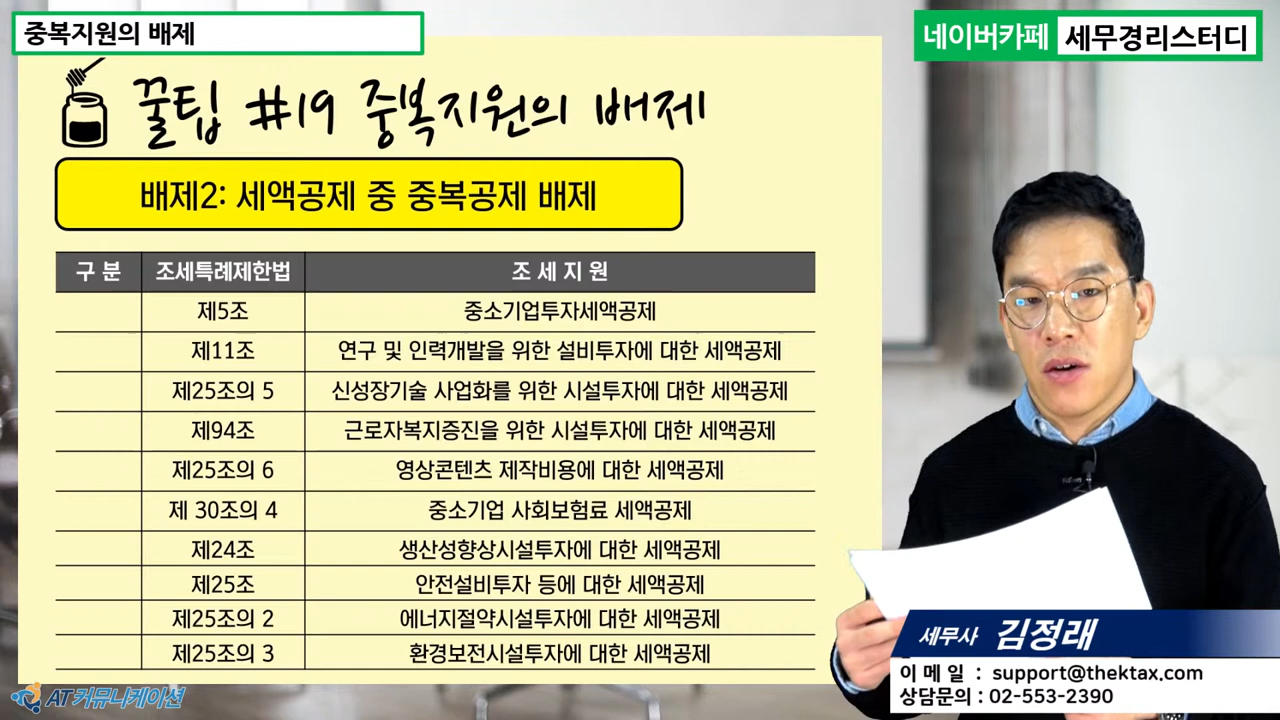 중복지원의 배제
네이버카페 세무경리스터디
꿀팁 #19 중복지원의 배제
배제2: 세액공제 중 중복공제 배제
구 분 조세특례제한법 조 세 지 원
제5조 중소기업투자세액공제
제11조 연구 및 인력개발을 위한 설비투자에 대한 세액공제
제25조의 5 신성장기술 사업화를 위한 시설투자에 대한 세액공제
제94조 근로자복지증진을 위한 시설투자에 대한 세액공제
제25조의 6 영상콘텐츠 제작비용에 대한 세액공제
제 30조의 4 중소기업 사회보험료 세액공제
제24조 생산성향상시설투자에 대한 세액공제
제25조 안전설비투자 등에 대한 세액공제
제25조의 2 에너지절약시설투자에 대한 세액공제
제25조의 3 환경보전시설투자에 대한 세액공제
세무사 김정래
이 메 일 : support@thektax.com
상담문의 : 02-553-2390
AT커뮤니케이션